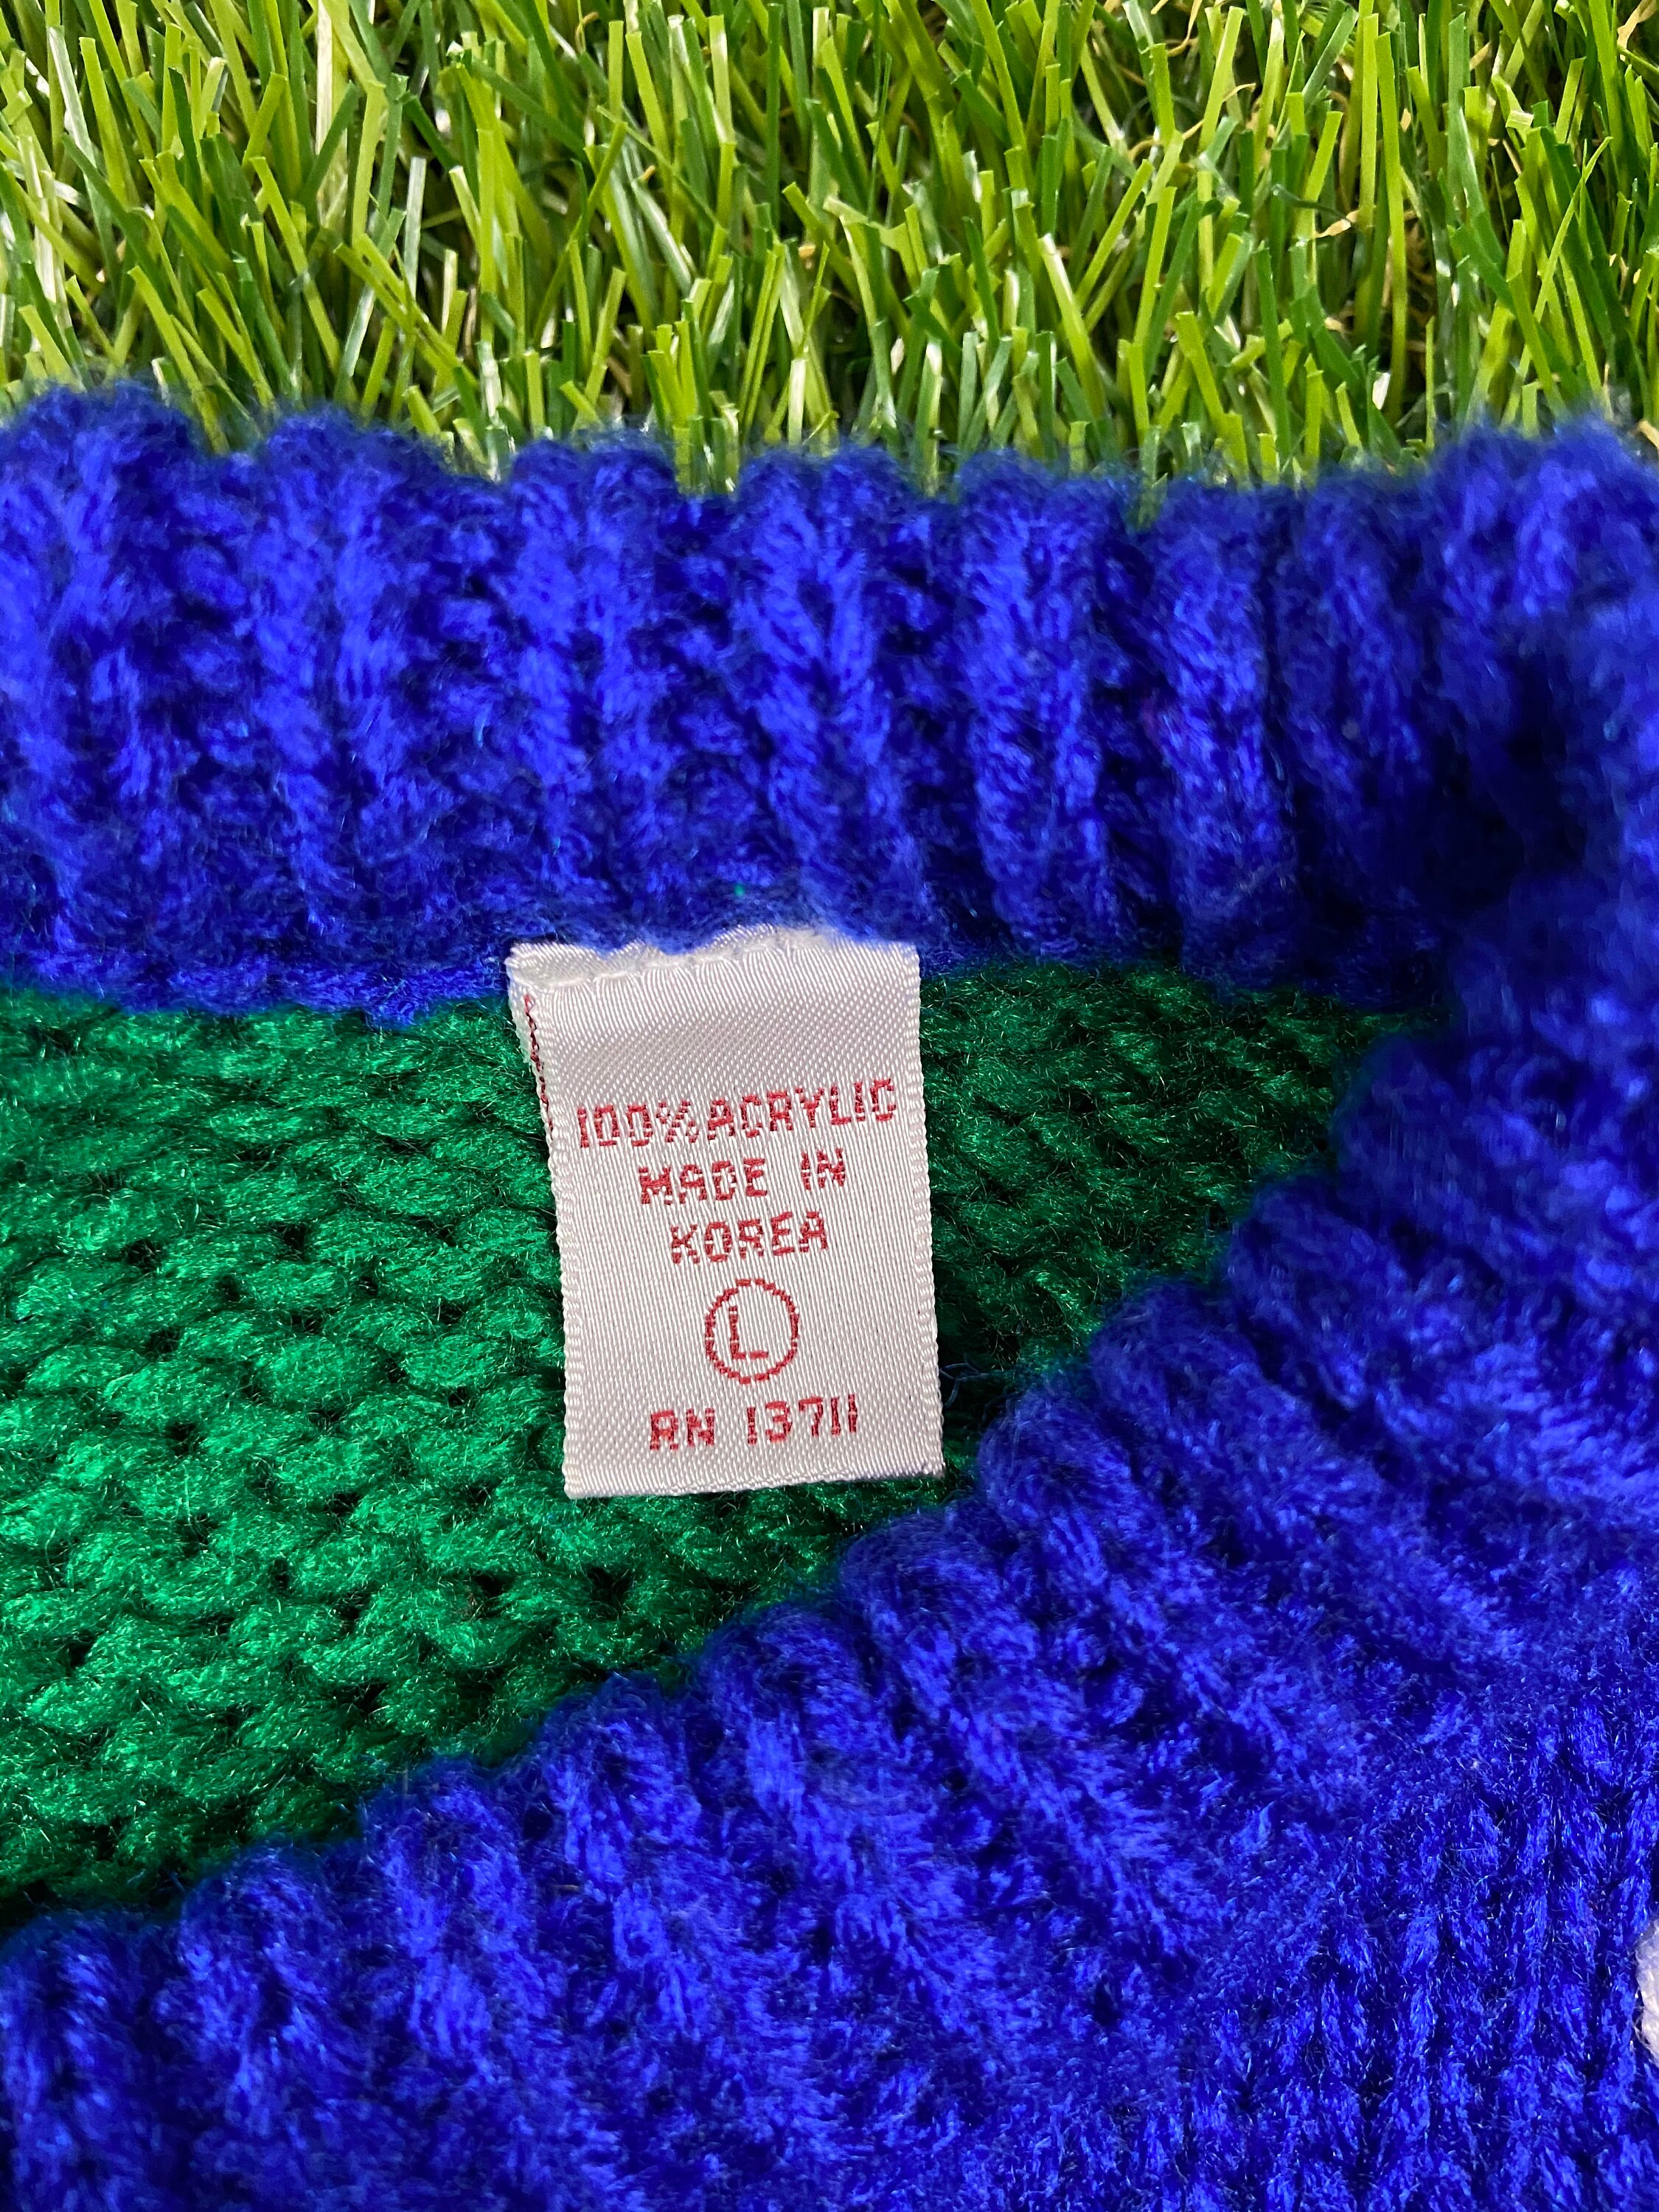 100% ACRYLIC
MADE IN
KOREA
L
RN 13711